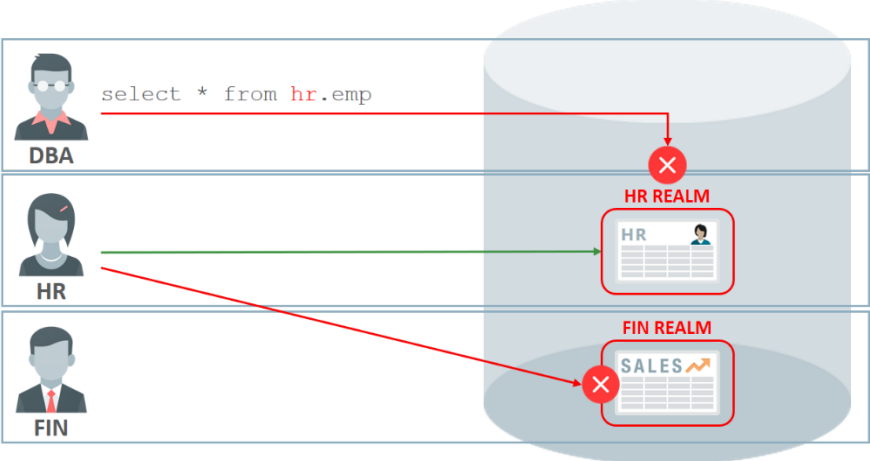 select * from hr.emp
DBA
HR REALM
HR
HR
FIN REALM
SALES
FIN